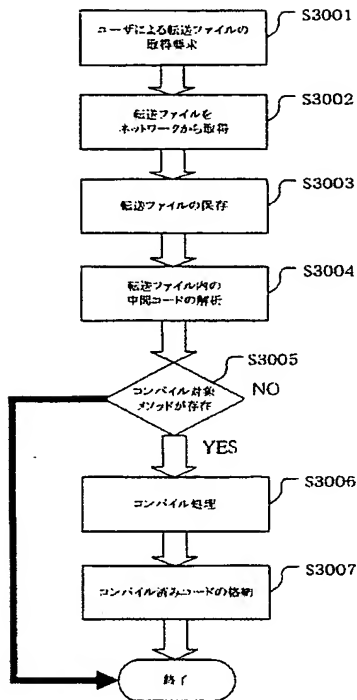 ユーザによる転送ファイルの
取得要求
S3001
転送ファイルを
ネットワークから取得
S3002
転送ファイルの保存
S3003
転送ファイル内の
中間コードの解析
S3004
コンパイル対象
メソッドが存在
S3005
NO
YES
コンパイル処理
S3006
コンパイル済みコードの格納
S3007
終了